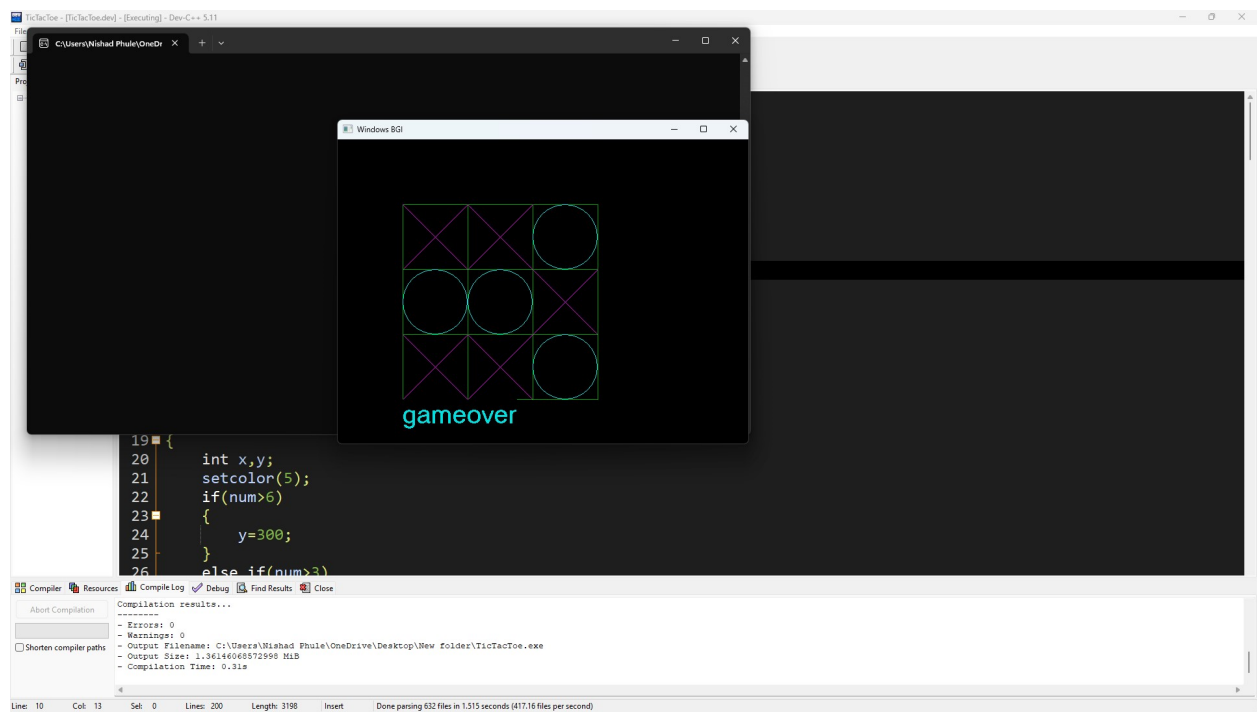 TicTacToe - [TicTacToe.dev] - [Executing] - Dev-C++ 5.11
File
C:\Users\Nishad Phule\OneDr
Pro
Windows BGI
gameover
19 {
20 int x,y;
21 setcolor(5);
22 if(num>6)
23 {
24 y=300;
25 }
26 else if(num>3)
Compiler Resources Compile Log Debug Find Results Close
Abort Compilation
Shorten compiler paths
Compilation results...
--------
- Errors: 0
- Warnings: 0
- Output Filename: C:\Users\Nishad Phule\OneDrive\Desktop\New folder\TicTacToe.exe
- Output Size: 1.36146068572998 MiB
- Compilation Time: 0.31s
Line: 10 Col: 13 Sel: 0 Lines: 200 Length: 3198 Insert Done parsing 632 files in 1.515 seconds (417.16 files per second)